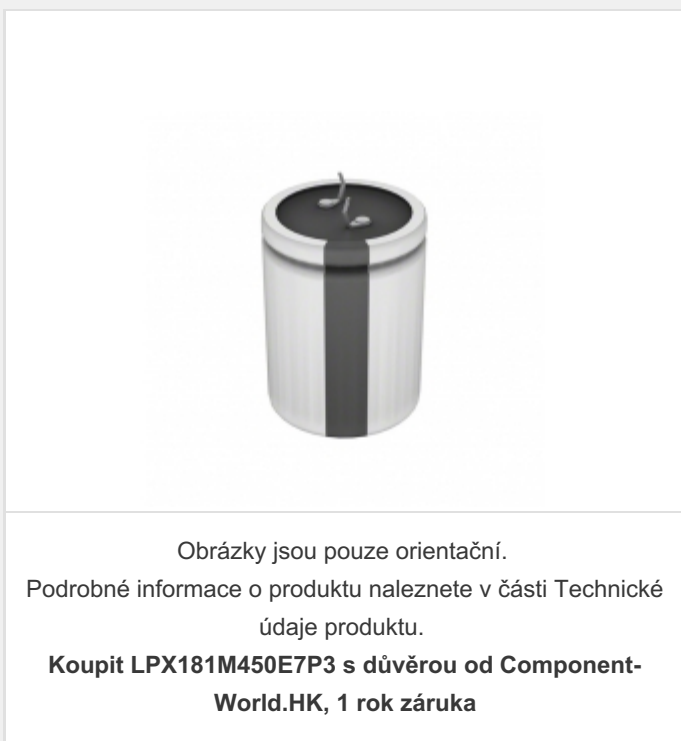 Obrázky jsou pouze orientační.
Podrobné informace o produktu naleznete v části Technické
údaje produktu.
Koupit LPX181M450E7P3 s důvěrou od Component-
World.HK, 1 rok záruka